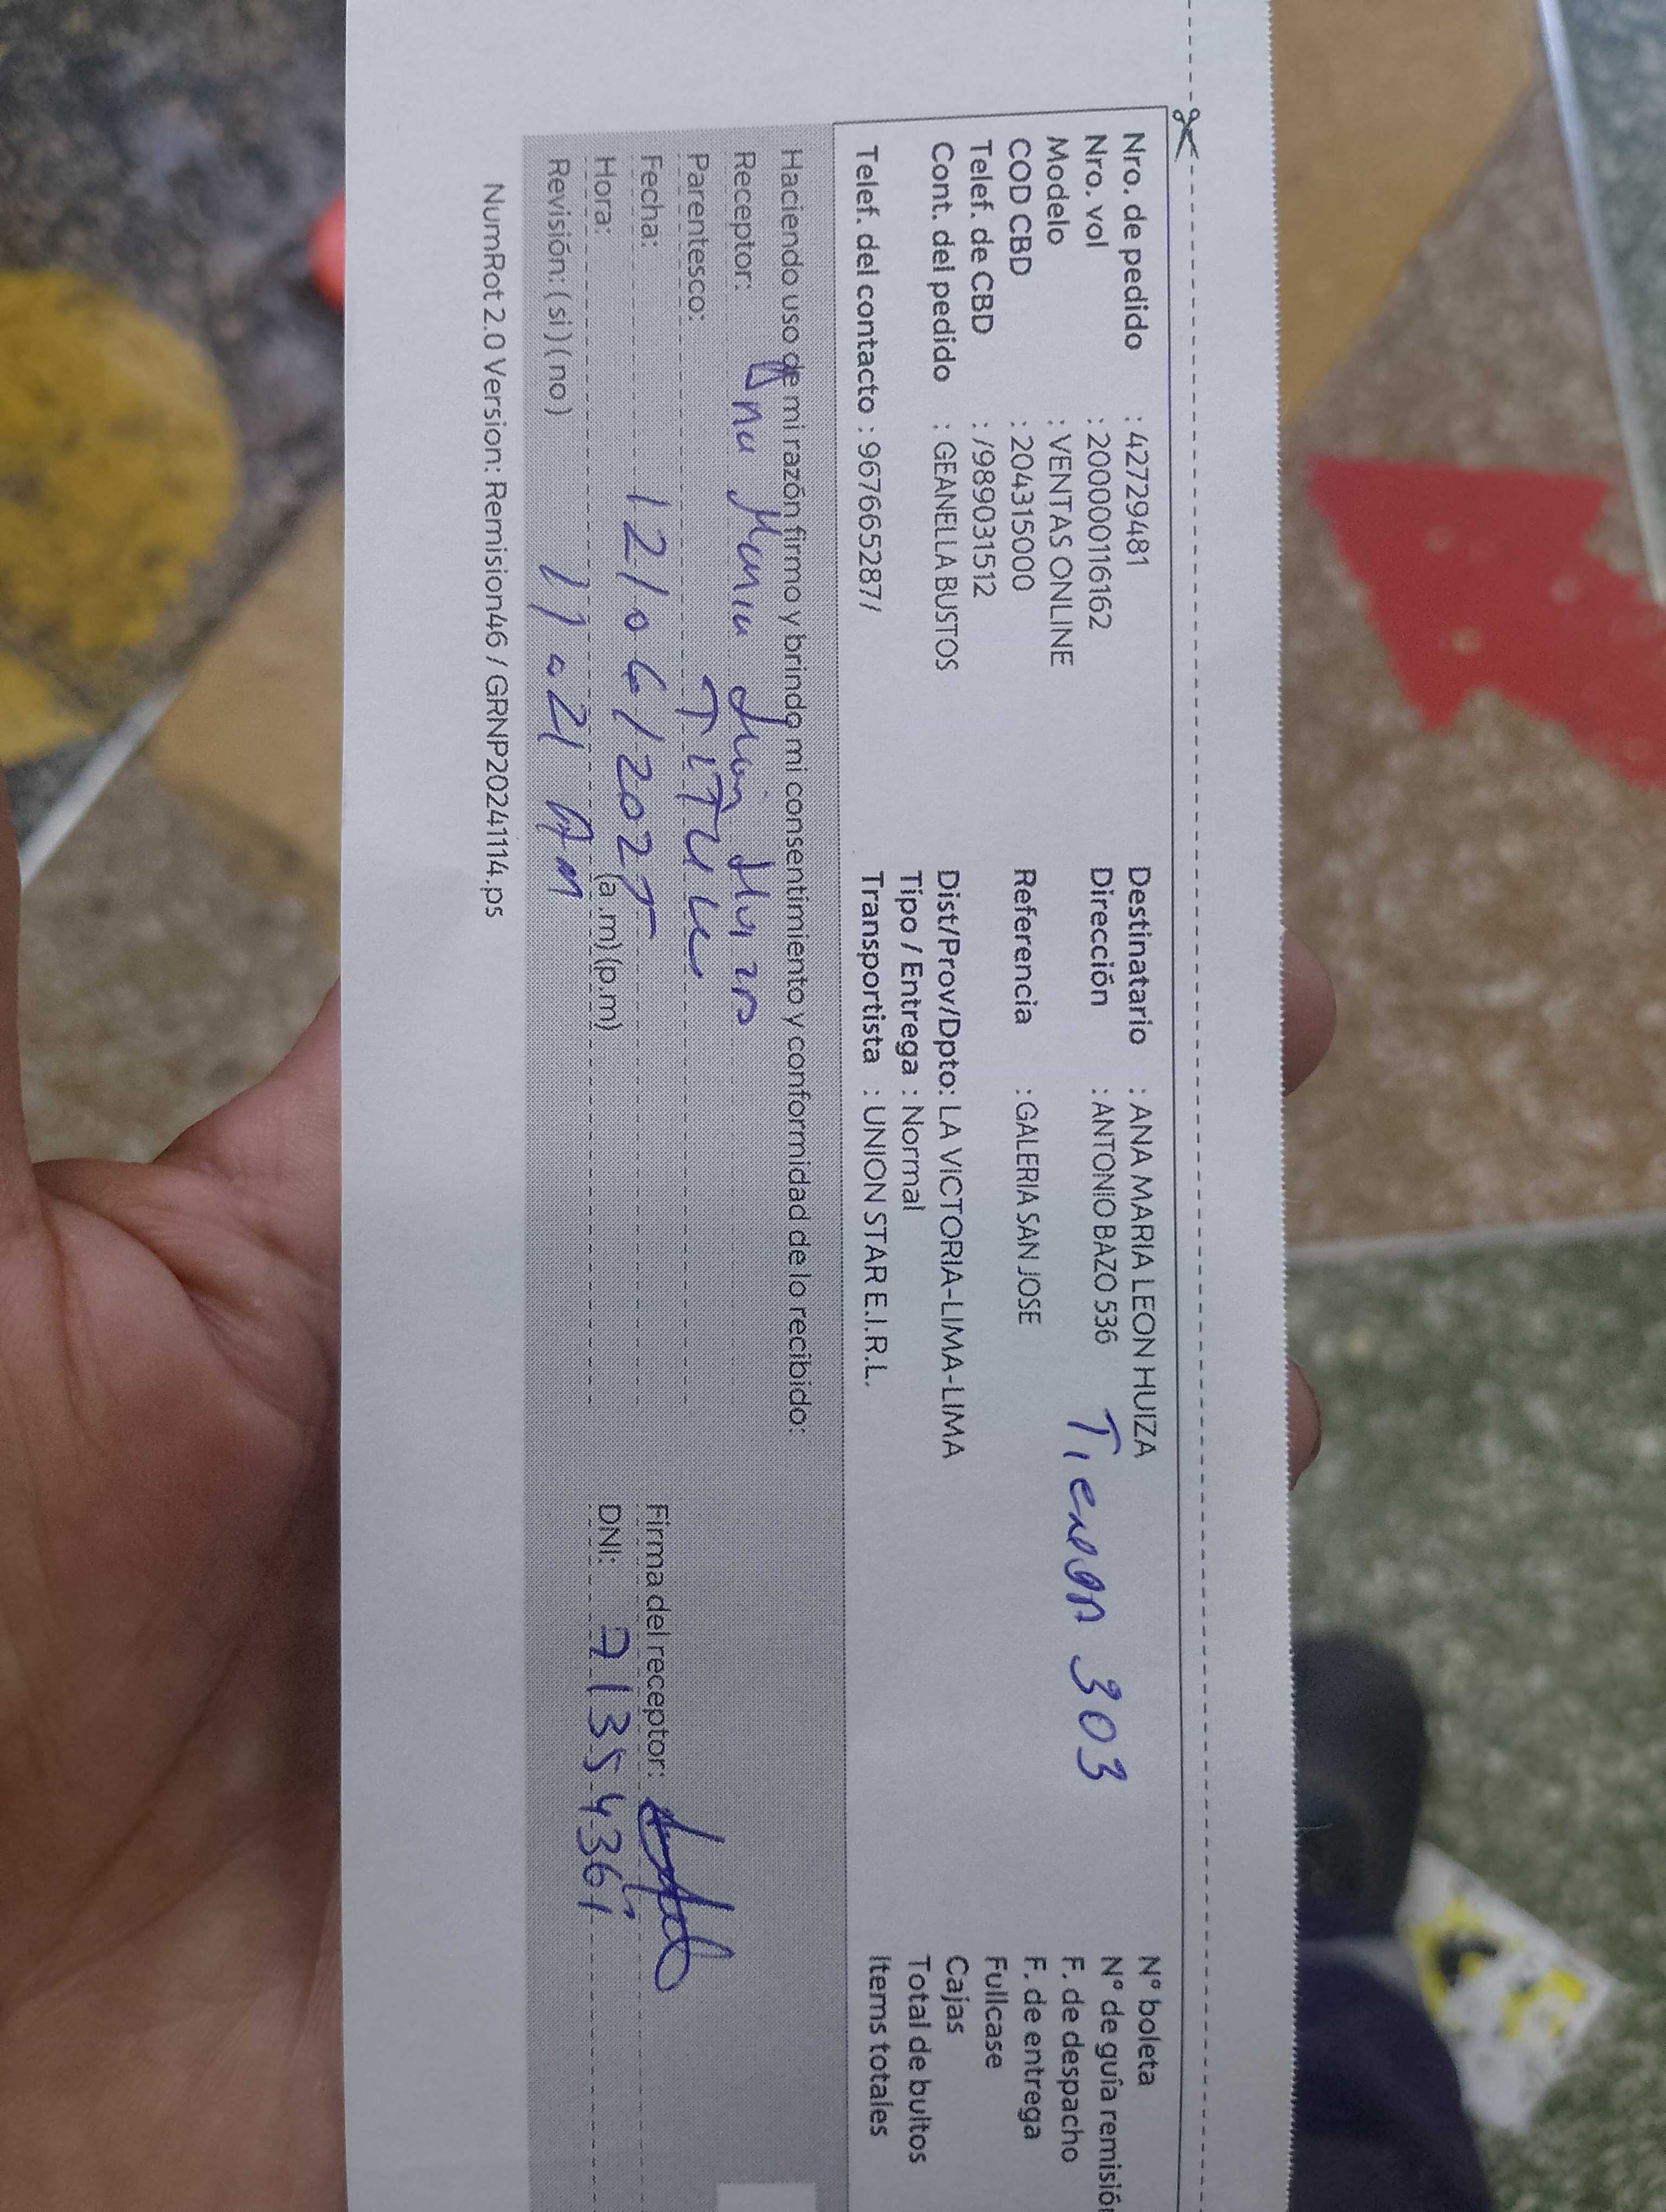 Nro. de pedido : 42729481
Nro. vol : 2000016162
Modelo : VENTAS ONLINE
COD CBD : 204315000
Telef. de CBD : /989031512
Cont. del pedido : GEANELLA BUSTOS
Telef. del contacto : 967665287/
Destinatario : ANA MARIA LEON HUIZA
Dirección : ANTONIO BAZO 536 Tienda 303
Referencia : GALERIA SAN JOSE
Dist/Prov/Dpto: LA VICTORIA-LIMA-LIMA
Tipo / Entrega : Normal
Transportista : UNION STAR E.I.R.L.
N° boleta
N° de guía remisión
F. de despacho
F. de entrega
Fullcase
Cajas
Total de bultos
Items totales
Haciendo uso de mi razón firmo y brindo mi consentimiento y conformidad de lo recibido:
Receptor: Ana Maria
Parentesco:
Fecha: 12/04/2025
Hora: (a.m)(p.m)
Revisión: (si) (no) 11:21 AM
Firma del receptor:
DNI: 71354361
NumRot 2.0 Version: Remision46 / GRNP20241114.ps